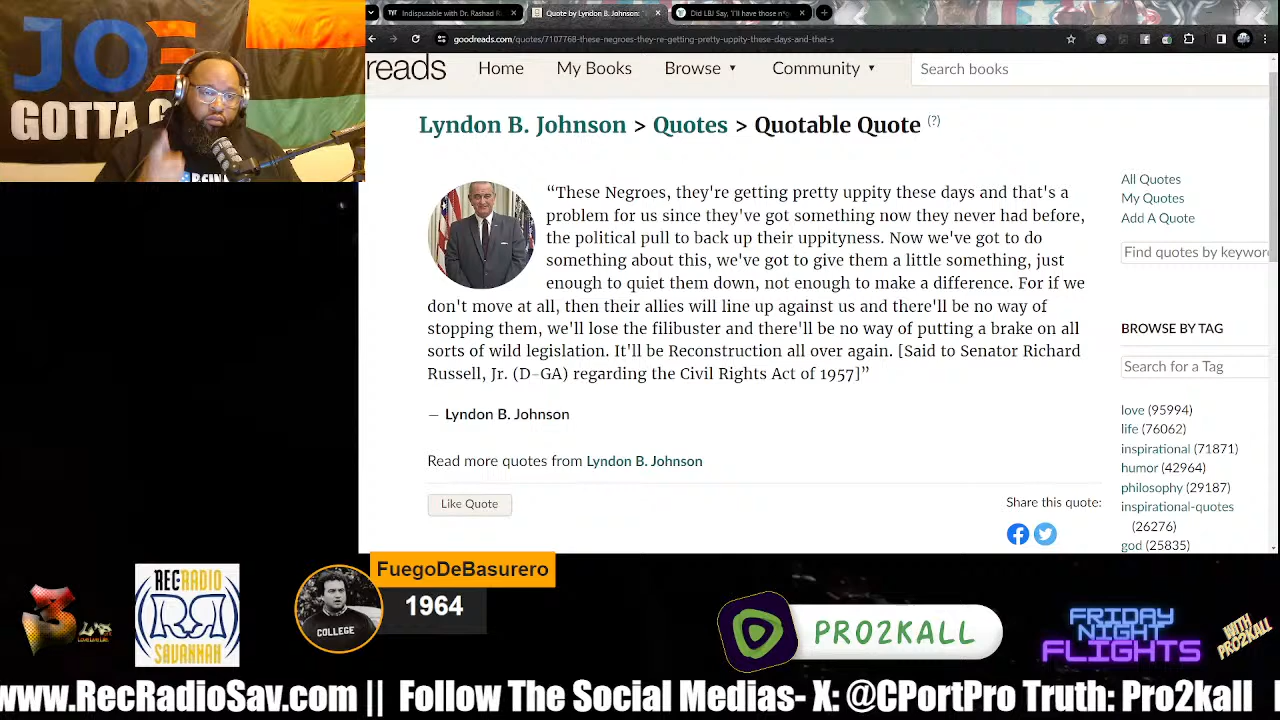 Indisputable with Dr. Rashad R
Quote by Lyndon B. Johnson:
Did LBJ Say, 'I'll have those n*g
goodreads.com/quotes/7107768-these-negroes-they-re-getting-pretty-uppity-these-days-and-that-s
JOE
GOTTA G
reads
Home
My Books
Browse
Community
Search books
Lyndon B. Johnson > Quotes > Quotable Quote (?)
“These Negroes, they're getting pretty uppity these days and that's a
problem for us since they've got something now they never had before,
the political pull to back up their uppityness. Now we've got to do
something about this, we've got to give them a little something, just
enough to quiet them down, not enough to make a difference. For if we
don't move at all, then their allies will line up against us and there'll be no way of
stopping them, we'll lose the filibuster and there'll be no way of putting a brake on all
sorts of wild legislation. It'll be Reconstruction all over again. [Said to Senator Richard
Russell, Jr. (D-GA) regarding the Civil Rights Act of 1957]”
― Lyndon B. Johnson
Read more quotes from Lyndon B. Johnson
Like Quote
Share this quote:
All Quotes
My Quotes
Add A Quote
Find quotes by keywor
BROWSE BY TAG
Search for a Tag
love (95994)
life (76062)
inspirational (71871)
humor (42964)
philosophy (29187)
inspirational-quotes
(26276)
god (25835)
REC-RADIO
SAVANNAH
COLLEGE
FuegoDeBasurero
1964
PRO2KALL
FRIDAY
NIGHT
FLIGHTS
WITH
PRO2KALL
www.RecRadioSav.com || Follow The Social Medias- X: @CPortPro Truth: Pro2kall